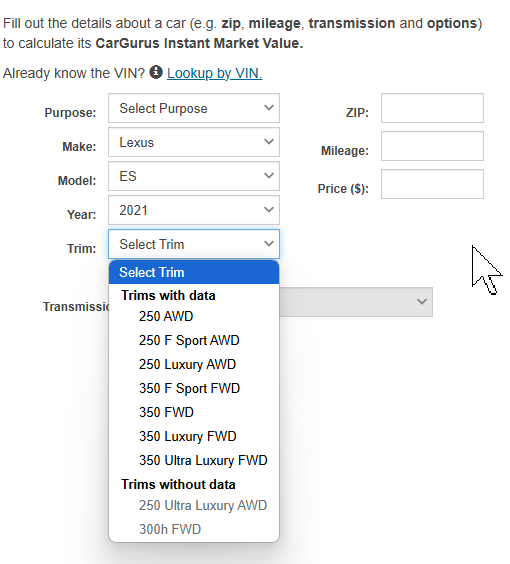 Fill out the details about a car (e.g. zip, mileage, transmission and options)
to calculate its CarGurus Instant Market Value.
Already know the VIN? Lookup by VIN.
Purpose: Select Purpose
ZIP:
Make: Lexus
Mileage:
Model: ES
Price ($):
Year: 2021
Trim: Select Trim
Select Trim
Trims with data
250 AWD
250 F Sport AWD
250 Luxury AWD
350 F Sport FWD
350 FWD
350 Luxury FWD
350 Ultra Luxury FWD
Trims without data
250 Ultra Luxury AWD
300h FWD
Transmissi